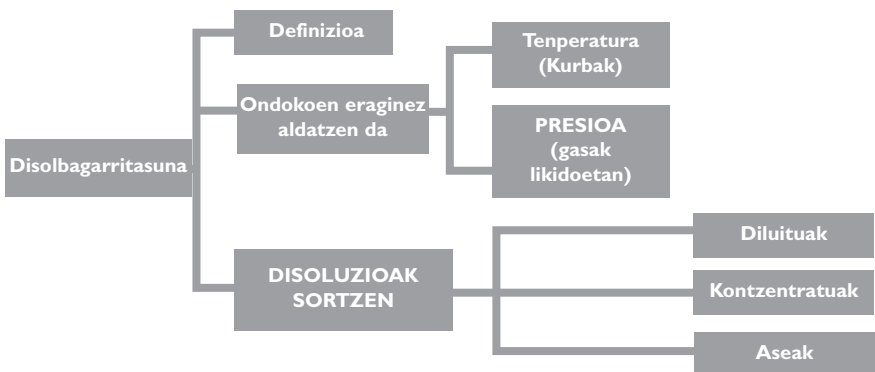 Disolbagarritasuna
Definizioa
Ondokoen eraginez
aldatzen da
Tenperatura
(Kurbak)
PRESIOA
(gasak
likidoetan)
DISOLUZIOAK
SORTZEN
Diluituak
Kontzentratuak
Aseak